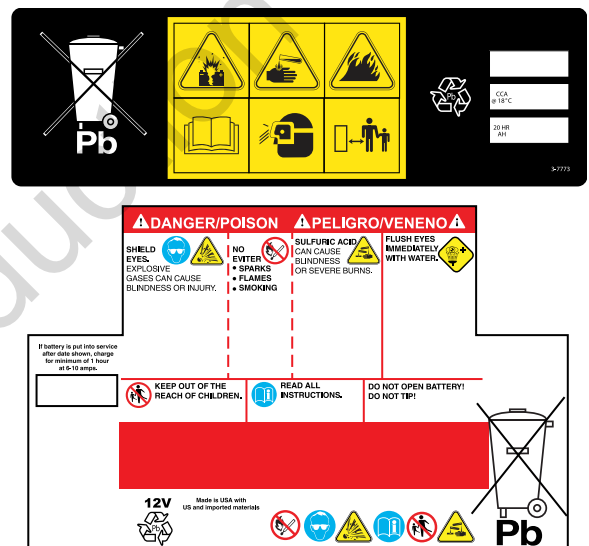 Pb
Pb
CCA
@ 18°C
20 HR
AH
3-7773
DANGER/POISON
PELIGRO/VENENO
SHIELD
EYES.
EXPLOSIVE
GASES CAN CAUSE
BLINDNESS OR INJURY.
NO
EVITER
• SPARKS
• FLAMES
• SMOKING
SULFURIC ACID
CAN CAUSE
BLINDNESS
OR SEVERE BURNS.
FLUSH EYES
IMMEDIATELY
WITH WATER.
If battery is put into service
after date shown, charge
for minimum of 1 hour
at 6-10 amps.
KEEP OUT OF THE
REACH OF CHILDREN.
READ ALL
INSTRUCTIONS.
DO NOT OPEN BATTERY!
DO NOT TIP!
12V
Pb
Made is USA with
US and imported materials
Pb